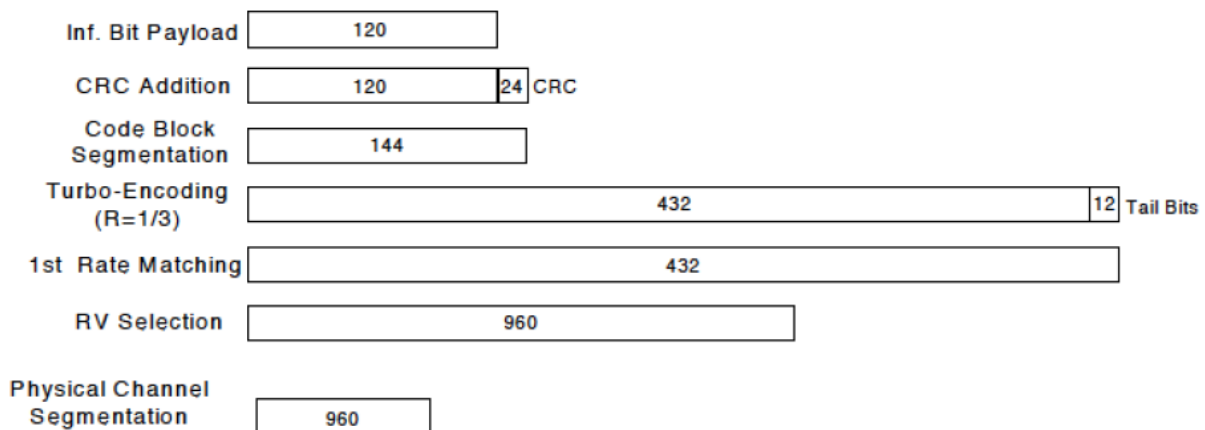 Inf. Bit Payload 120
CRC Addition 120 24 CRC
Code Block
Segmentation 144
Turbo-Encoding
(R=1/3) 432 12 Tail Bits
1st Rate Matching 432
RV Selection 960
Physical Channel
Segmentation 960